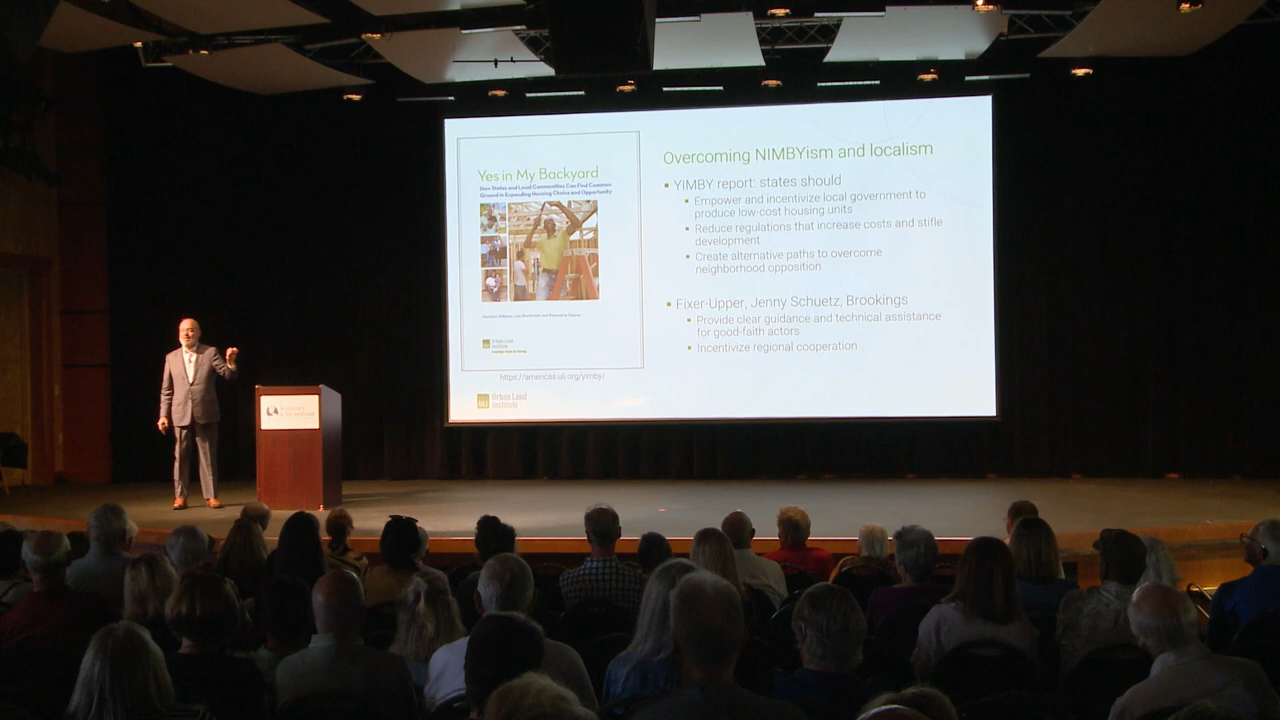 Yes in My Backyard
How States and Local Communities Can Find Common
Ground in Expanding Housing Choice and Opportunity
Urban Land
Institute
https://americas.uli.org/yimby/
ULI
Urban Land
Institute
Overcoming NIMBYism and localism
▪ YIMBY report: states should
▪ Empower and incentivize local government to
produce low-cost housing units
▪ Reduce regulations that increase costs and stifle
development
▪ Create alternative paths to overcome
neighborhood opposition
▪ Fixer-Upper, Jenny Schuetz, Brookings
▪ Provide clear guidance and technical assistance
for good-faith actors
▪ Incentivize regional cooperation